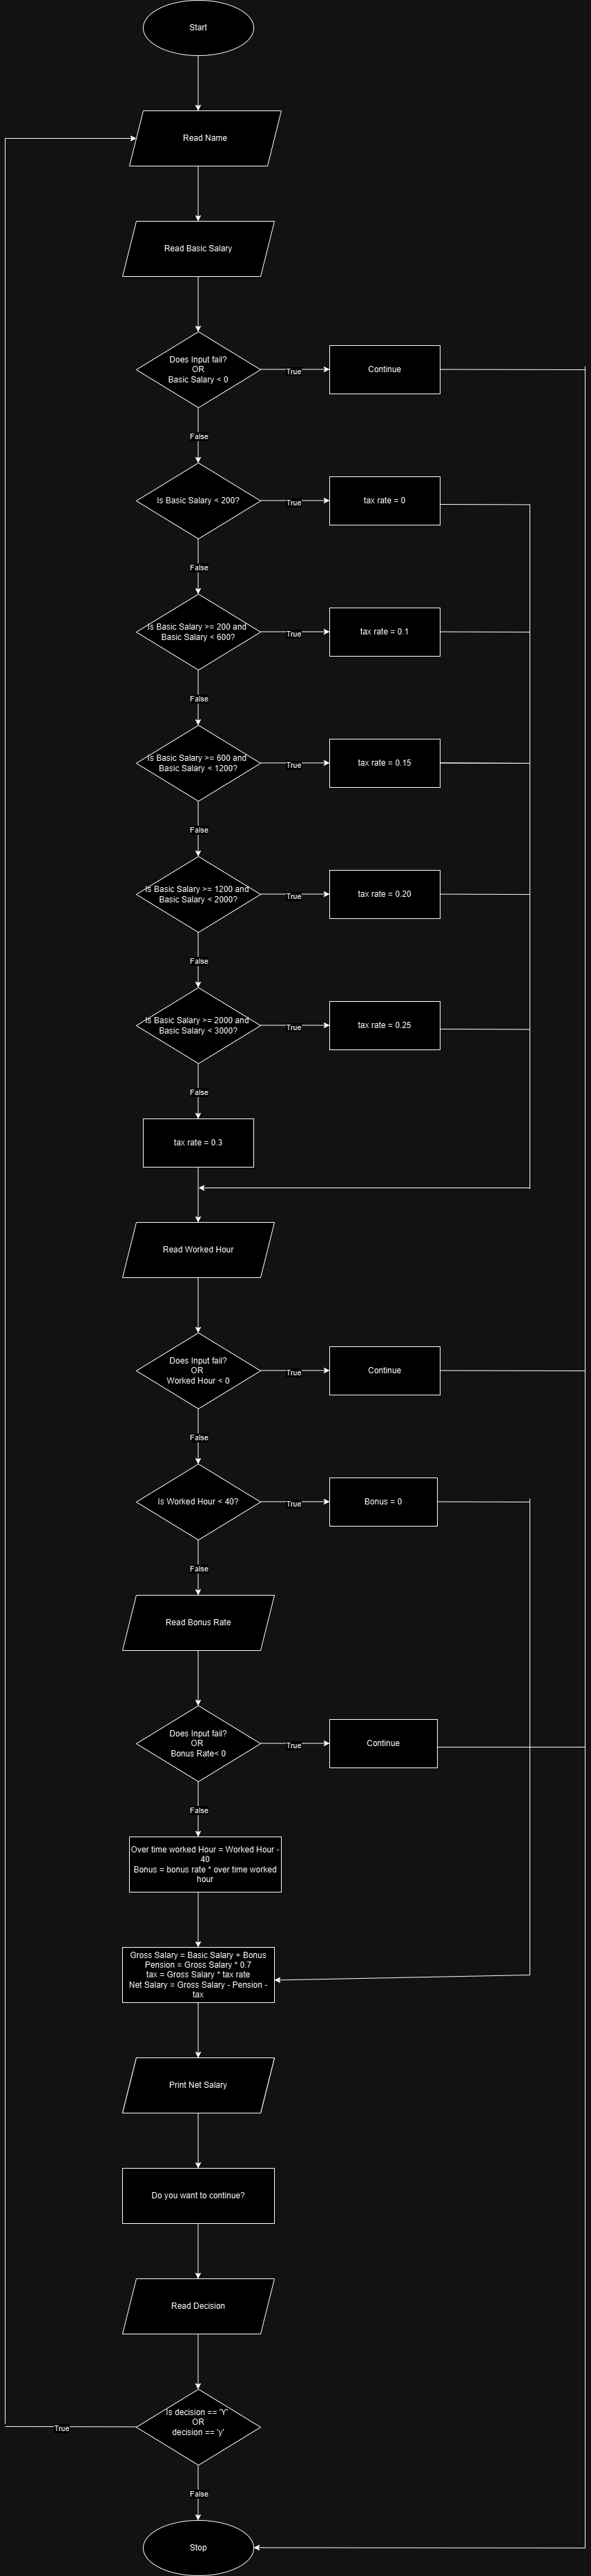 Start
Read Name
Read Basic Salary
Does Input fail?
OR
Basic Salary < 0
True
Continue
False
Is Basic Salary < 200?
True
tax rate = 0
False
Is Basic Salary >= 200 and
Basic Salary < 600?
True
tax rate = 0.1
False
Is Basic Salary >= 600 and
Basic Salary < 1200?
True
tax rate = 0.15
False
Is Basic Salary >= 1200 and
Basic Salary < 2000?
True
tax rate = 0.20
False
Is Basic Salary >= 2000 and
Basic Salary < 3000?
True
tax rate = 0.25
False
tax rate = 0.3
Read Worked Hour
Does Input fail?
OR
Worked Hour < 0
True
Continue
False
Is Worked Hour < 40?
True
Bonus = 0
False
Read Bonus Rate
Does Input fail?
OR
Bonus Rate< 0
True
Continue
False
Over time worked Hour = Worked Hour -
40
Bonus = bonus rate * over time worked
hour
Gross Salary = Basic Salary + Bonus
Pension = Gross Salary * 0.7
tax = Gross Salary * tax rate
Net Salary = Gross Salary - Pension -
tax
Print Net Salary
Do you want to continue?
Read Decision
Is decision == 'Y'
OR
decision == 'y'
True
False
Stop